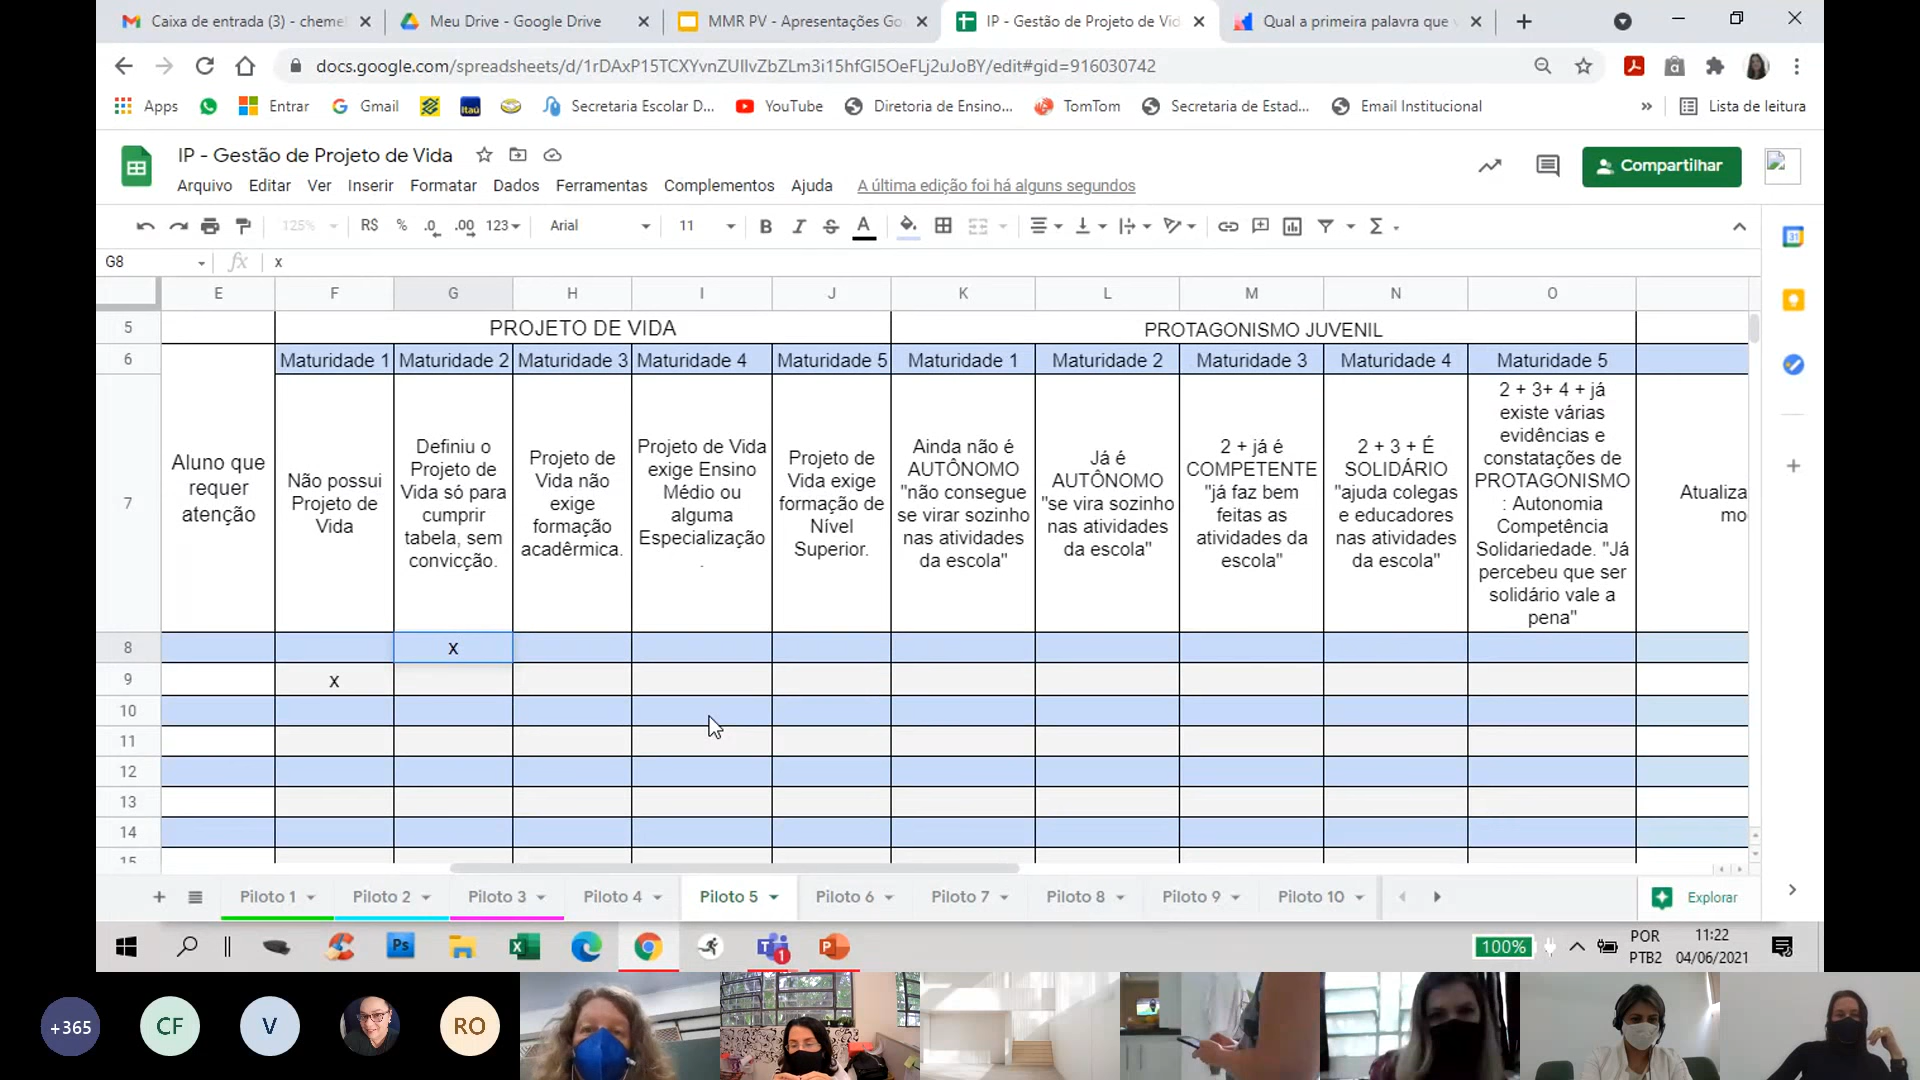 Caixa de entrada (3) - chemel
Meu Drive - Google Drive
MMR PV - Apresentações Go
IP - Gestão de Projeto de Vid
Qual a primeira palavra que v
docs.google.com/spreadsheets/d/1rDAxP15TCXYvnZUIlvZbZLm3i15hfGI5OeFLj2uJoBY/edit#gid=916030742
Apps
Entrar
Gmail
Itaú
Secretaria Escolar D...
YouTube
Diretoria de Ensino...
TomTom
Secretaria de Estad...
Email Institucional
»
Lista de leitura
IP - Gestão de Projeto de Vida
Compartilhar
Arquivo Editar Ver Inserir Formatar Dados Ferramentas Complementos Ajuda A última edição foi há alguns segundos
125% R$ % .0 .00 123 Arial 11 B I S A
G8 fx x
E F G H I J K L M N O
5 PROJETO DE VIDA PROTAGONISMO JUVENIL
6 Maturidade 1 Maturidade 2 Maturidade 3 Maturidade 4 Maturidade 5 Maturidade 1 Maturidade 2 Maturidade 3 Maturidade 4 Maturidade 5
7
Aluno que
requer
atenção
Não possui
Projeto de
Vida
Definiu o
Projeto de
Vida só para
cumprir
tabela, sem
convicção.
Projeto de
Vida não
exige
formação
acadêrmica.
Projeto de Vida
exige Ensino
Médio ou
alguma
Especialização
.
Projeto de
Vida exige
formação de
Nível
Superior.
Ainda não é
AUTÔNOMO
"não consegue
se virar sozinho
nas atividades
da escola"
Já é
AUTÔNOMO
"se vira sozinho
nas atividades
da escola"
2 + já é
COMPETENTE
"já faz bem
feitas as
atividades da
escola"
2 + 3 + É
SOLIDÁRIO
"ajuda colegas
e educadores
nas atividades
da escola"
2 + 3+ 4 + já
existe várias
evidências e
constatações de
PROTAGONISMO
: Autonomia
Competência
Solidariedade. "Já
percebeu que ser
solidário vale a
pena"
Atualiza
mo
8 x
9 x
10
11
12
13
14
15
Piloto 1 Piloto 2 Piloto 3 Piloto 4 Piloto 5 Piloto 6 Piloto 7 Piloto 8 Piloto 9 Piloto 10
Explorar
Ps
1
100%
POR
PTB2
11:22
04/06/2021
+365
CF
V
RO